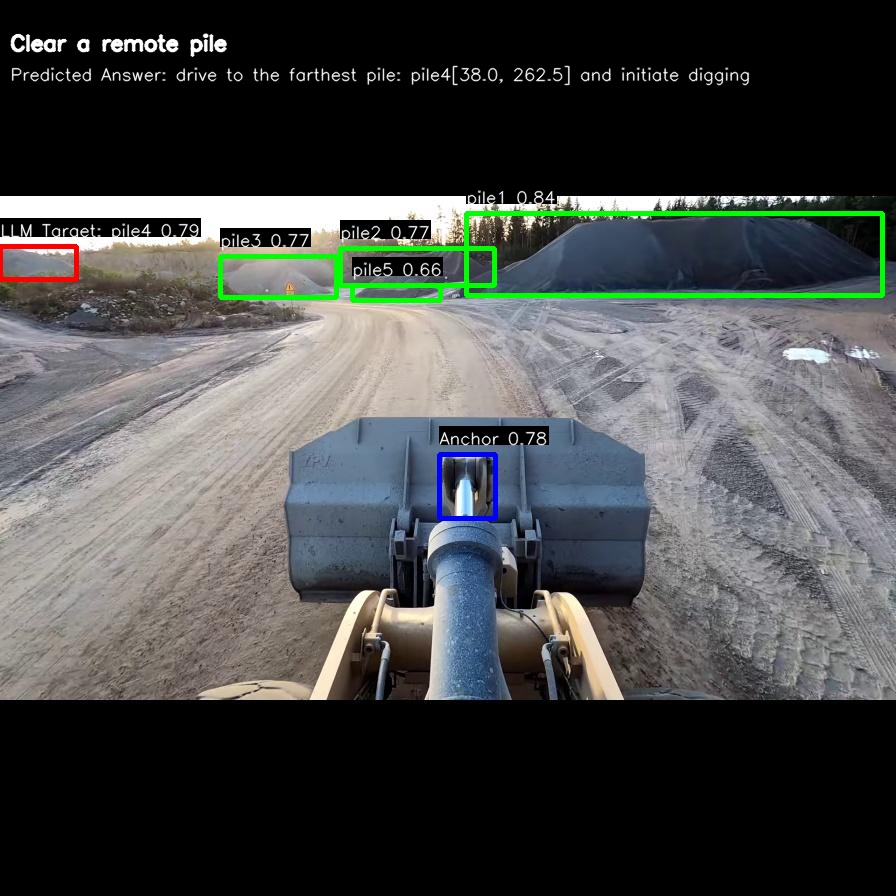 Clear a remote pile
Predicted Answer: drive to the farthest pile: pile4[38.0, 262.5] and initiate digging
pile1 0.84
LLM Target: pile4 0.79
pile3 0.77
pile2 0.77
pile5 0.66
Anchor 0.78